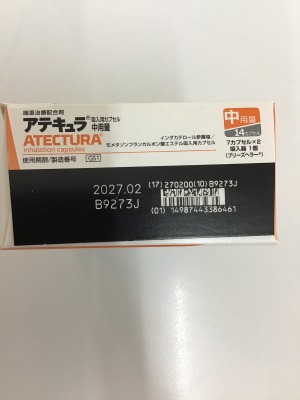 喘息治療配合剤
アテキュラ®吸入用カプセル
中用量
ATECTURA®
inhalation capsules
インダカテロール酢酸塩/
モメタゾンフランカルボン酸エステル吸入用カプセル
使用期限/製造番号
中用量
14カプセル
7カプセル×2
吸入器 1個
(ブリーズヘラー®)
2027.02
B9273J
(17) 270200(10) B9273J
(01) 14987443386461